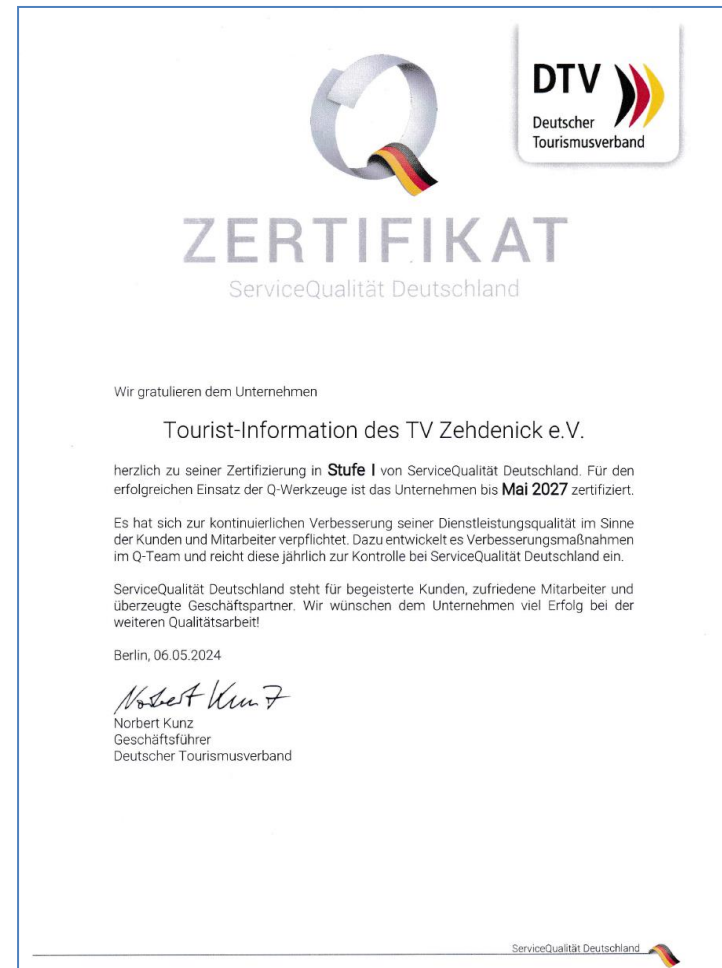 DTV
Deutscher
Tourismusverband
ZERTIFIKAT
ServiceQualität Deutschland
Wir gratulieren dem Unternehmen
Tourist-Information des TV Zehdenick e.V.
herzlich zu seiner Zertifizierung in Stufe I von ServiceQualität Deutschland. Für den
erfolgreichen Einsatz der Q-Werkzeuge ist das Unternehmen bis Mai 2027 zertifiziert.
Es hat sich zur kontinuierlichen Verbesserung seiner Dienstleistungsqualität im Sinne
der Kunden und Mitarbeiter verpflichtet. Dazu entwickelt es Verbesserungsmaßnahmen
im Q-Team und reicht diese jährlich zur Kontrolle bei ServiceQualität Deutschland ein.
ServiceQualität Deutschland steht für begeisterte Kunden, zufriedene Mitarbeiter und
überzeugte Geschäftspartner. Wir wünschen dem Unternehmen viel Erfolg bei der
weiteren Qualitätsarbeit!
Berlin, 06.05.2024
Norbert Kunz
Norbert Kunz
Geschäftsführer
Deutscher Tourismusverband
ServiceQualität Deutschland